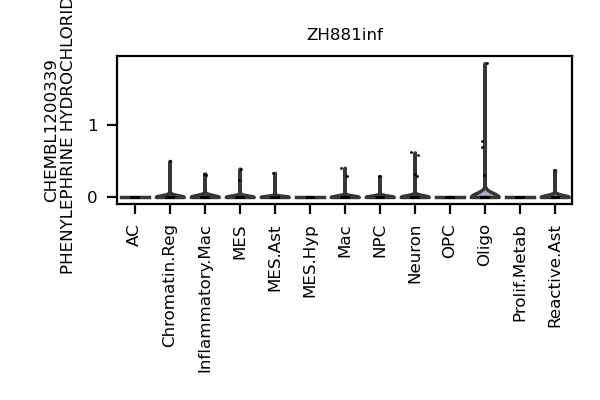 ZH881inf
CHEMBL1200339
PHENYLEPHRINE HYDROCHLORID
1
0
AC
Chromatin.Reg
Inflammatory.Mac
MES
MES.Ast
MES.Hyp
Mac
NPC
Neuron
OPC
Oligo
Prolif.Metab
Reactive.Ast